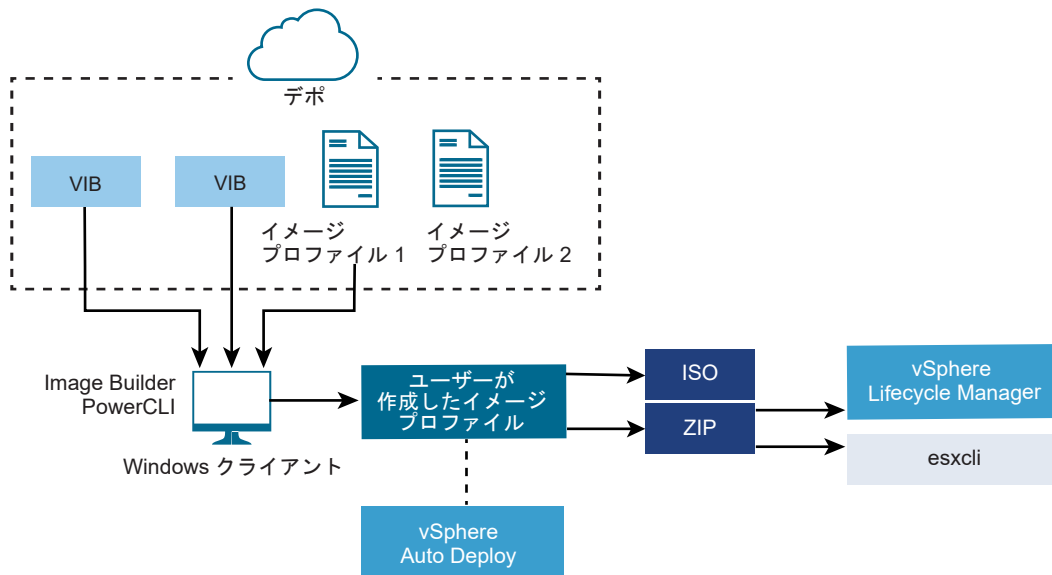 デポ
VIB
VIB
イメージ
プロファイル 1
イメージ
プロファイル 2
Image Builder
PowerCLI
Windows クライアント
ユーザーが
作成したイメージ
プロファイル
ISO
ZIP
vSphere
Lifecycle Manager
esxcli
vSphere
Auto Deploy